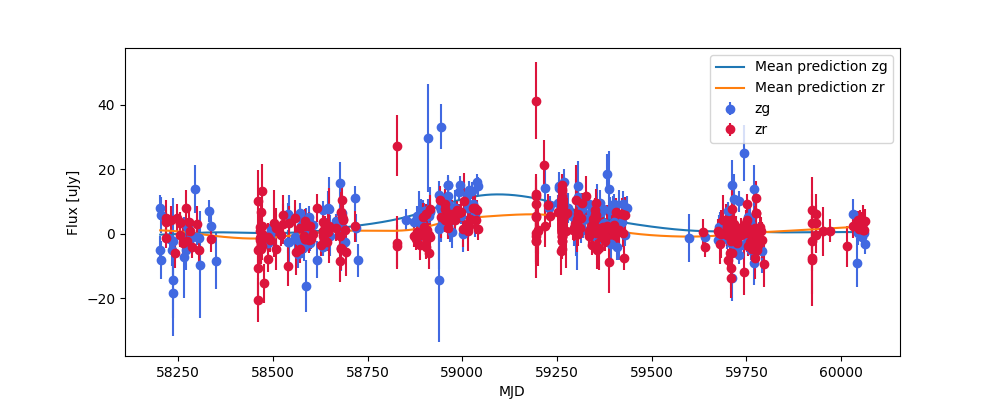 Mean prediction zg
Mean prediction zr
zg
zr
Flux [uJy]
40
20
0
−20
58250 58500 58750 59000 59250 59500 59750 60000
MJD